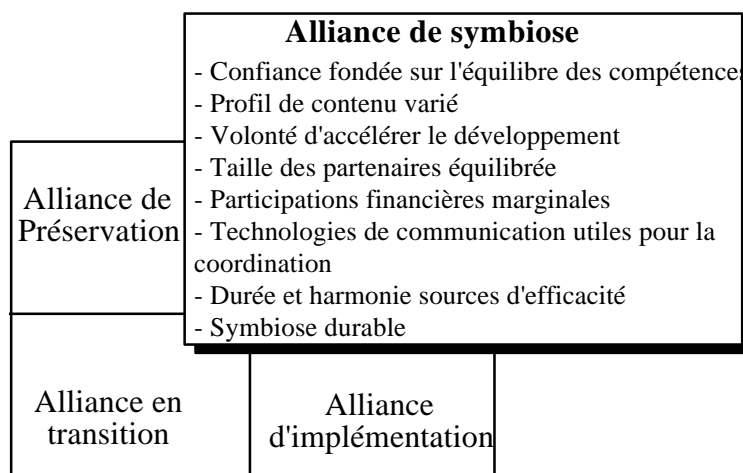 Alliance de symbiose
- Confiance fondée sur l'équilibre des compétences
- Profil de contenu varié
- Volonté d'accélérer le développement
- Taille des partenaires équilibrée
- Participations financières marginales
- Technologies de communication utiles pour la
coordination
- Durée et harmonie sources d'efficacité
- Symbiose durable
Alliance de
Préservation
Alliance en
transition
Alliance
d'implémentation